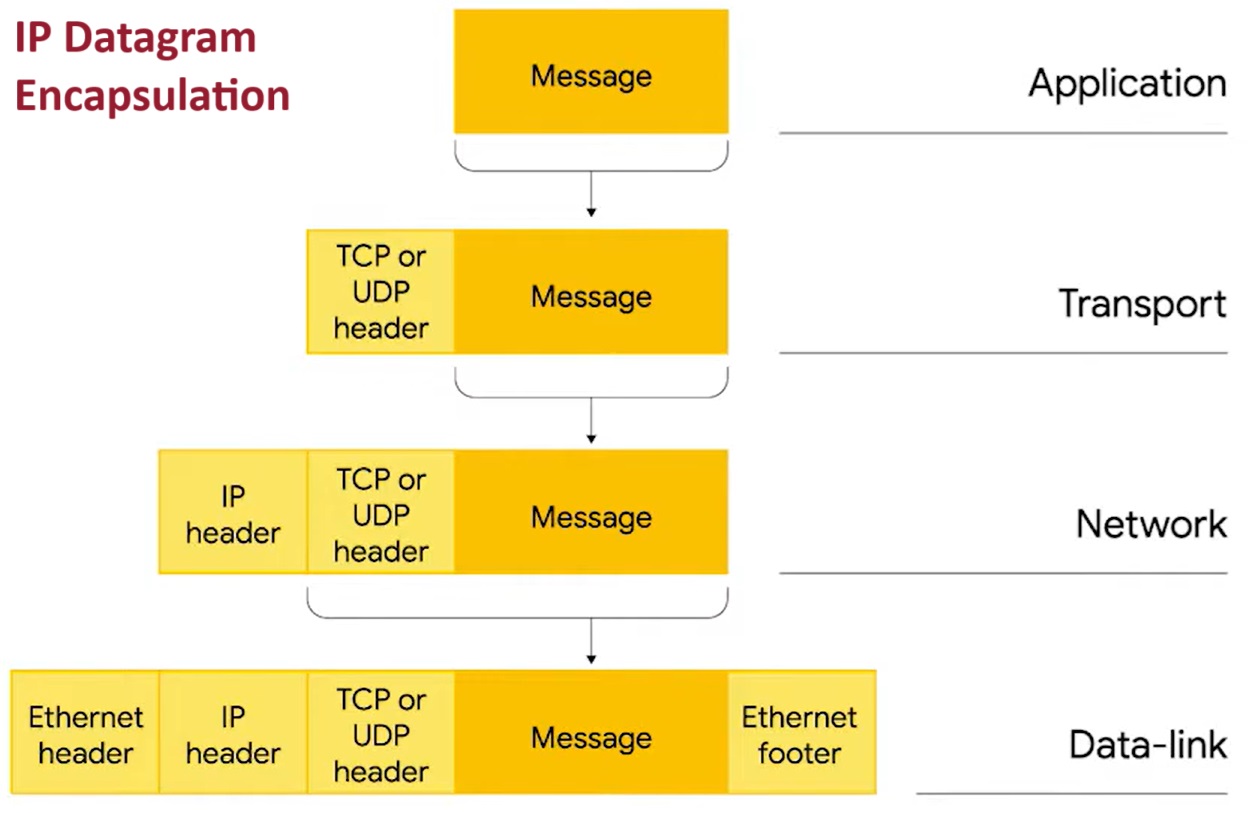 IP Datagram
Encapsulation
Message
Application
TCP or
UDP
header
Message
Transport
IP
header
TCP or
UDP
header
Message
Network
Ethernet
header
IP
header
TCP or
UDP
header
Message
Ethernet
footer
Data-link